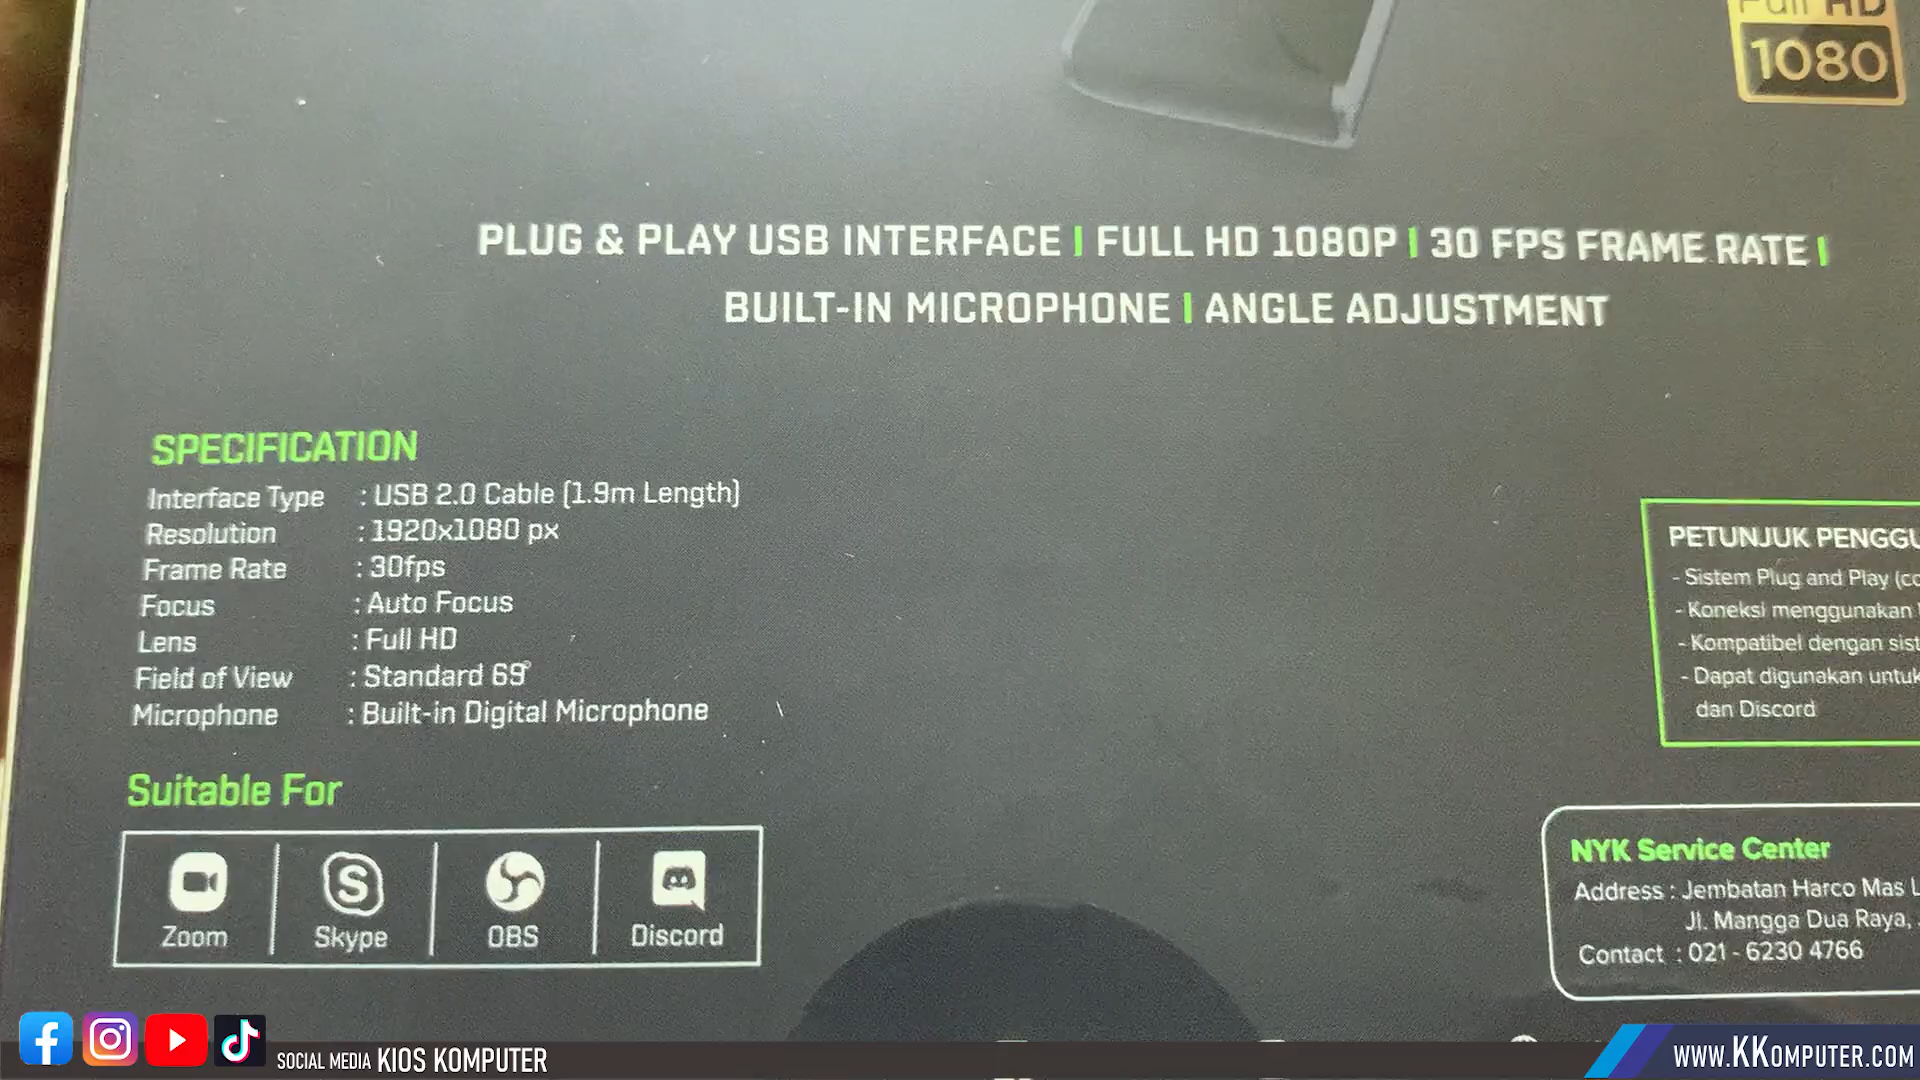 Full HD
1080
PLUG & PLAY USB INTERFACE | FULL HD 1080P | 30 FPS FRAME RATE |
BUILT-IN MICROPHONE | ANGLE ADJUSTMENT
SPECIFICATION
Interface Type : USB 2.0 Cable (1.9m Length)
Resolution : 1920x1080 px
Frame Rate : 30fps
Focus : Auto Focus
Lens : Full HD
Field of View : Standard 69°
Microphone : Built-in Digital Microphone
Suitable For
Zoom
Skype
OBS
Discord
PETUNJUK
- Sistem Plug and Play
- Koneksi menggunakan
- Kompatibel dengan
- Dapat digunakan
dan Discord
NYK Service Center
Address : Jembatan Harco Mas
Jl. Mangga Dua Raya,
Contact : 021 - 6230 4766
SOCIAL MEDIA KIOS KOMPUTER
WWW.KKOMPUTER.COM